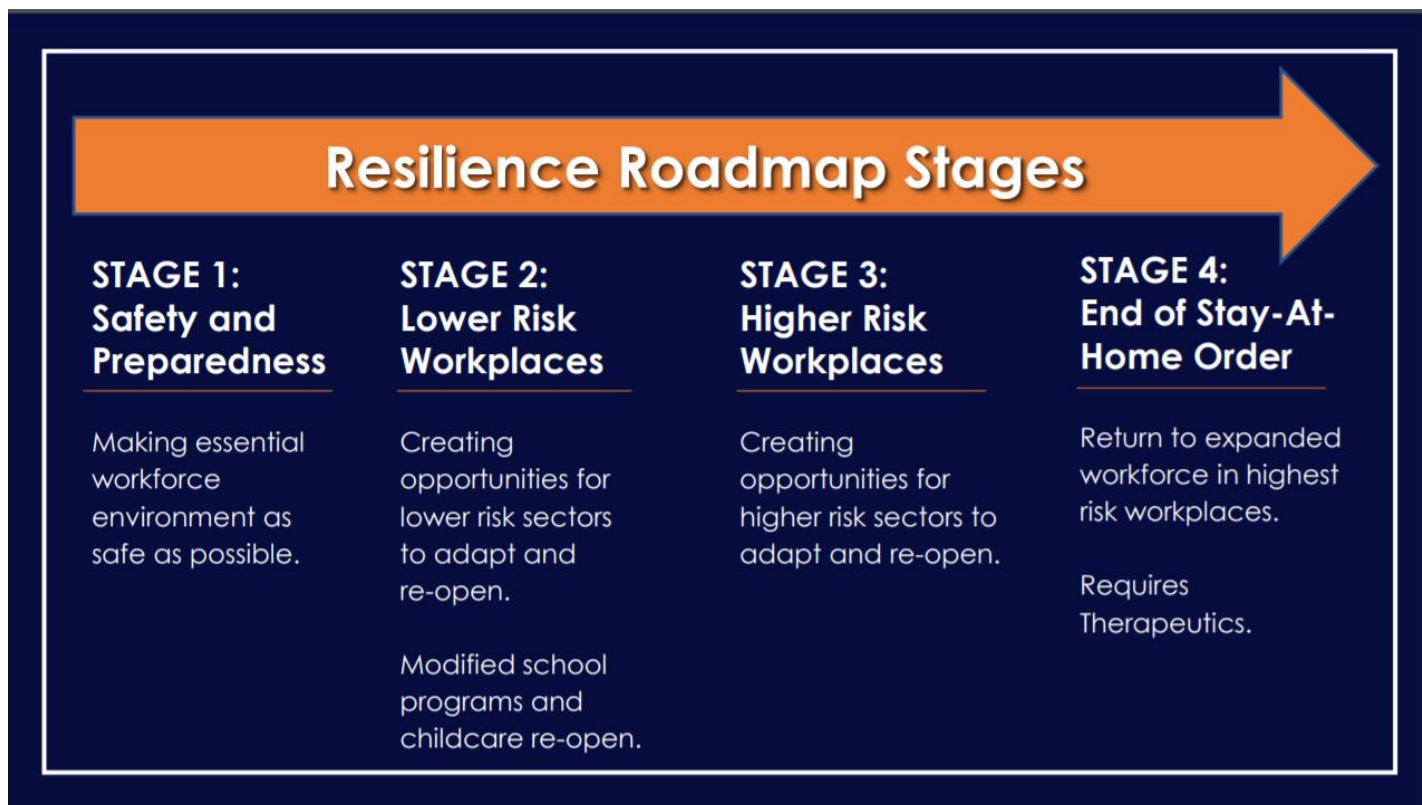 Resilience Roadmap Stages
STAGE 1:
Safety and
Preparedness
Making essential
workforce
environment as
safe as possible.
STAGE 2:
Lower Risk
Workplaces
Creating
opportunities for
lower risk sectors
to adapt and
re-open.
Modified school
programs and
childcare re-open.
STAGE 3:
Higher Risk
Workplaces
Creating
opportunities for
higher risk sectors to
adapt and re-open.
STAGE 4:
End of Stay-At-
Home Order
Return to expanded
workforce in highest
risk workplaces.
Requires
Therapeutics.